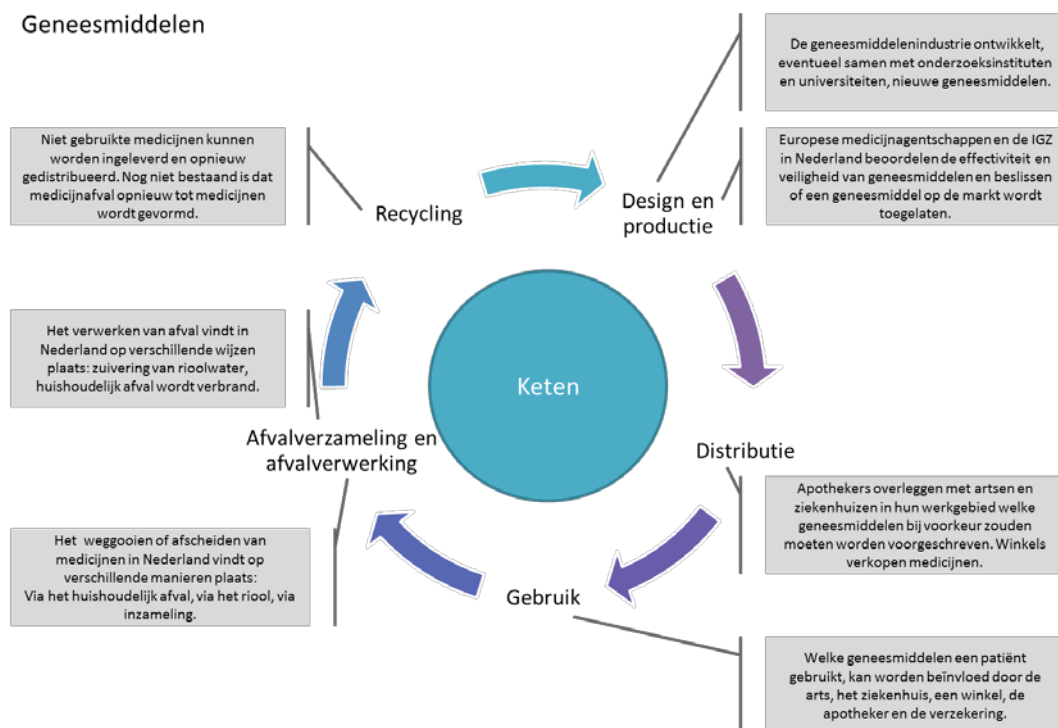 Geneesmiddelen
De geneesmiddelenindustrie ontwikkelt,
eventueel samen met onderzoeksinstituten
en universiteiten, nieuwe geneesmiddelen.
Europese medicijnagentschappen en de IGZ
in Nederland beoordelen de effectiviteit en
veiligheid van geneesmiddelen en beslissen
of een geneesmiddel op de markt wordt
toegelaten.
Design en
productie
Distributie
Apothekers overleggen met artsen en
ziekenhuizen in hun werkgebied welke
geneesmiddelen bij voorkeur zouden
moeten worden voorgeschreven. Winkels
verkopen medicijnen.
Gebruik
Welke geneesmiddelen een patiënt
gebruikt, kan worden beïnvloed door de
arts, het ziekenhuis, een winkel, de
apotheker en de verzekering.
Afvalverzameling en
afvalverwerking
Het weggooien of afscheiden van
medicijnen in Nederland vindt op
verschillende manieren plaats:
Via het huishoudelijk afval, via het riool, via
inzameling.
Het verwerken van afval vindt in
Nederland op verschillende wijzen
plaats: zuivering van rioolwater,
huishoudelijk afval wordt verbrand.
Recycling
Niet gebruikte medicijnen kunnen
worden ingeleverd en opnieuw
gedistribueerd. Nog niet bestaand is dat
medicijnafval opnieuw tot medicijnen
wordt gevormd.
Keten